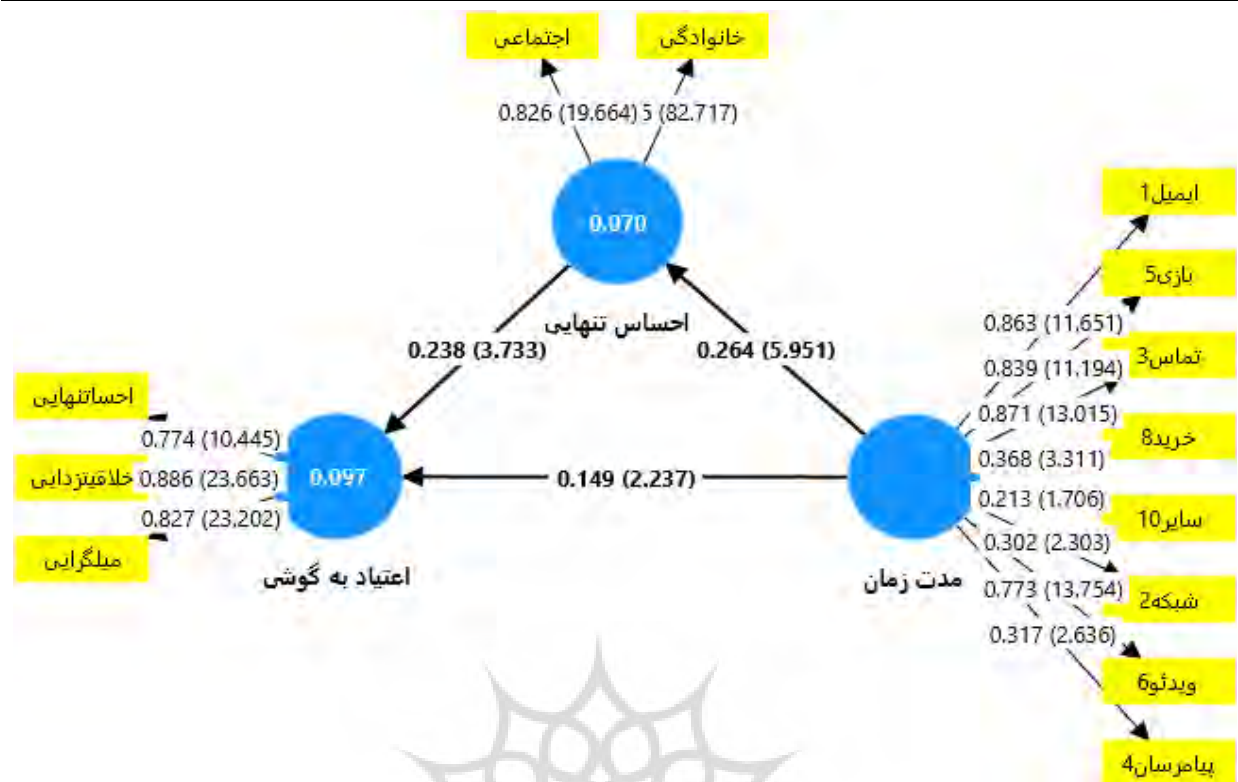 خانوادگی
اجتماعی
0.826 (19.664)
5 (82.717)
0.070
احساس تنهایی
0.238 (3.733)
0.264 (5.951)
0.149 (2.237)
احساتنهایی
خلاقیتزدایی
میلگرایی
0.774 (10.445)
0.886 (23.663)
0.827 (23.202)
0.097
اعتیاد به گوشی
مدت زمان
0.863 (11.651)
0.839 (11.194)
0.871 (13.015)
0.368 (3.311)
0.213 (1.706)
0.302 (2.303)
0.773 (13.754)
0.317 (2.636)
ایمیل1
بازی5
تماس3
خرید8
سایر10
شبکه2
ویدئو6
پیامرسان4